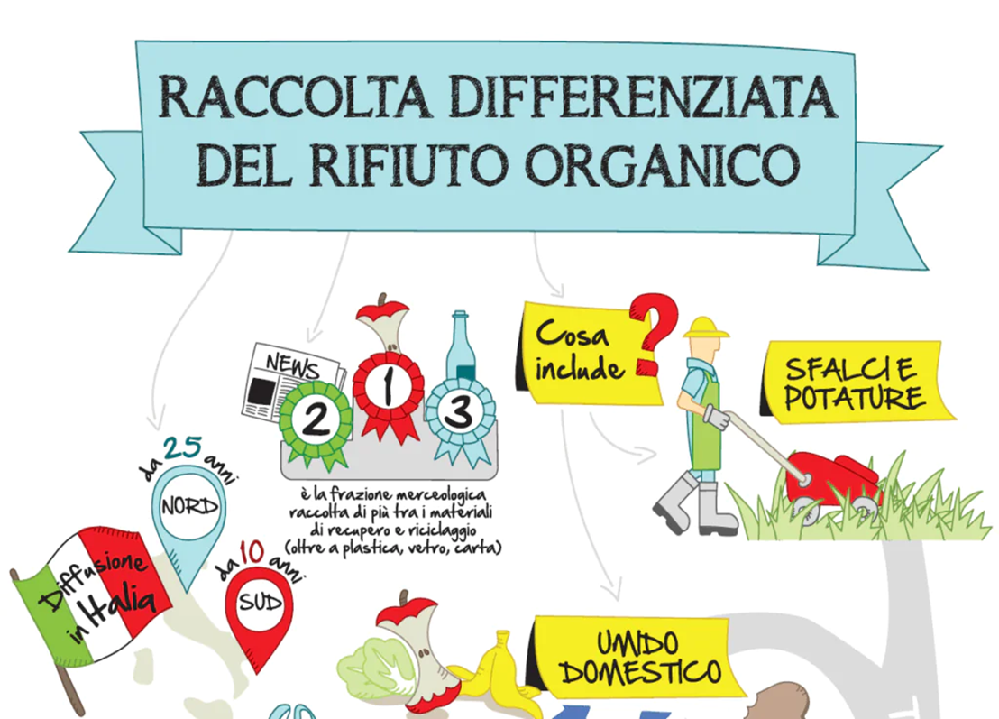 RACCOLTA DIFFERENZIATA
DEL RIFIUTO ORGANICO
NEWS
1
2
3
è la frazione merceologica
raccolta di più tra i materiali
di recupero e riciclaggio
(oltre a plastica, vetro, carta)
Cosa
include
?
SFALCI E
POTATURE
da 25 anni
NORD
da 10 anni
SUD
Diffusione
in Italia
UMIDO
DOMESTICO